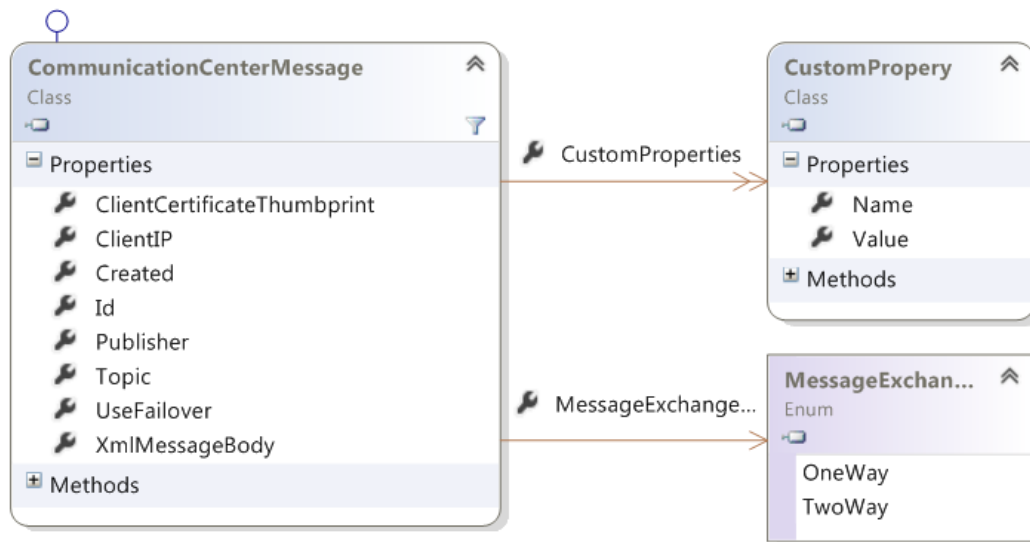 CommunicationCenterMessage
Class
Properties
ClientCertificateThumbprint
ClientIP
Created
Id
Publisher
Topic
UseFailover
XmlMessageBody
Methods
CustomProperties
MessageExchange...
CustomPropery
Class
Properties
Name
Value
Methods
MessageExchan...
Enum
OneWay
TwoWay